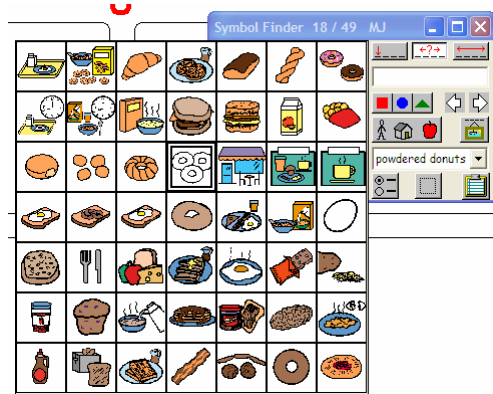 Symbol Finder 18 / 49 MJ
←?→
powdered donuts